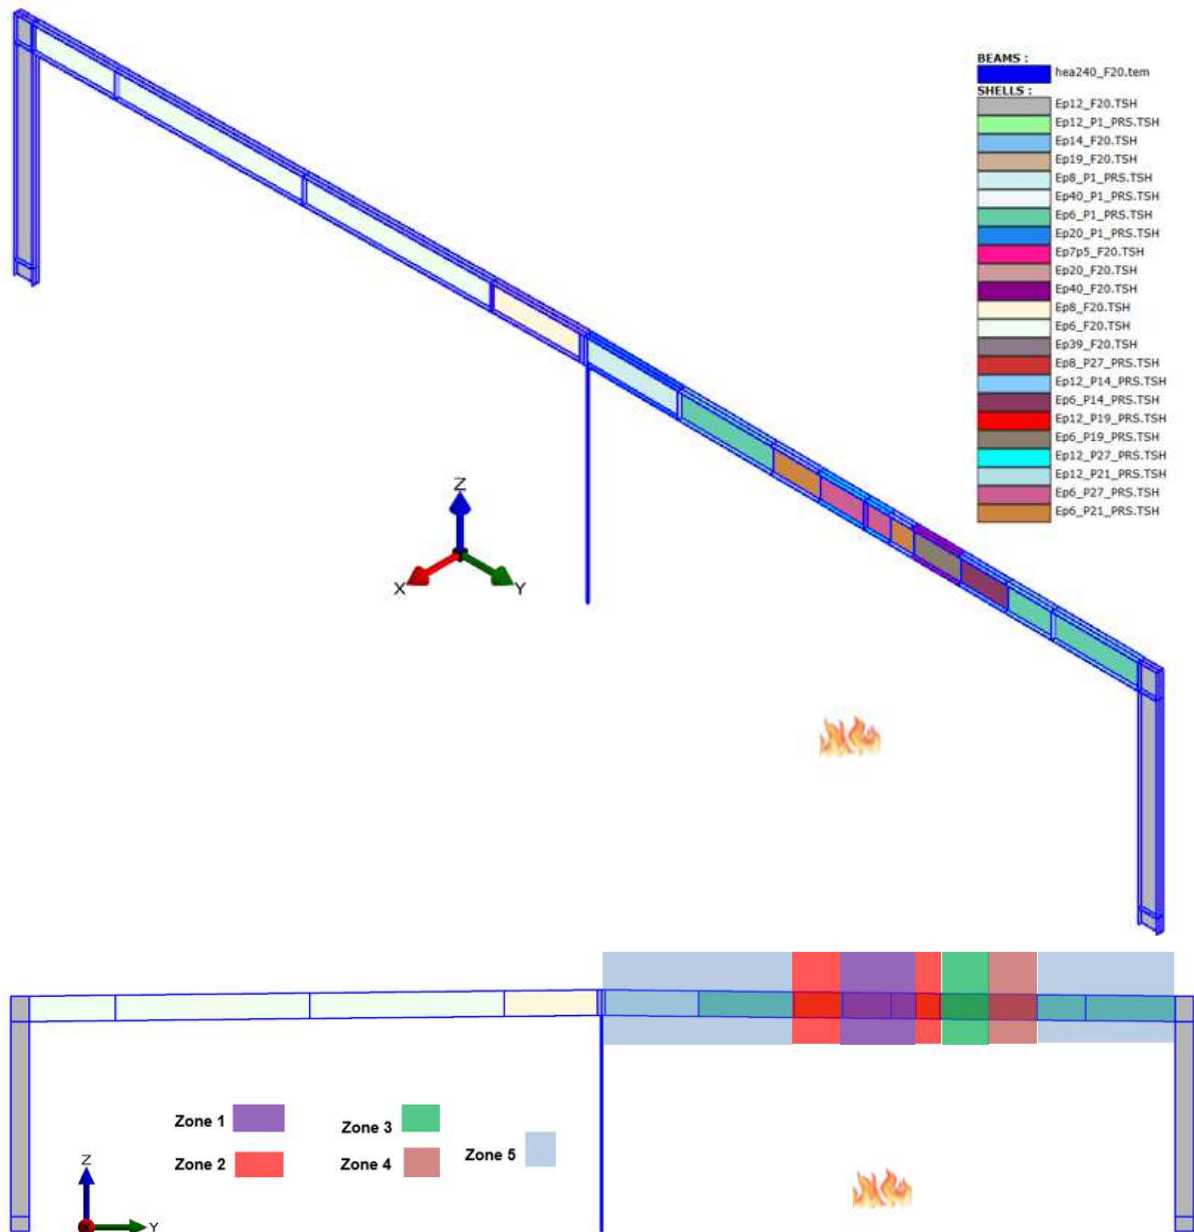 BEAMS :
hea240_F20.tem
SHELLS :
Ep12_F20.TSH
Ep12_P1_PRS.TSH
Ep14_F20.TSH
Ep19_F20.TSH
Ep8_P1_PRS.TSH
Ep40_P1_PRS.TSH
Ep6_P1_PRS.TSH
Ep20_P1_PRS.TSH
Ep7p5_F20.TSH
Ep20_F20.TSH
Ep40_F20.TSH
Ep8_F20.TSH
Ep6_F20.TSH
Ep39_F20.TSH
Ep8_P27_PRS.TSH
Ep12_P14_PRS.TSH
Ep6_P14_PRS.TSH
Ep12_P19_PRS.TSH
Ep6_P19_PRS.TSH
Ep12_P27_PRS.TSH
Ep12_P21_PRS.TSH
Ep6_P27_PRS.TSH
Ep6_P21_PRS.TSH
Z
X
Y
Zone 1
Zone 3
Zone 2
Zone 4
Zone 5
Z
Y